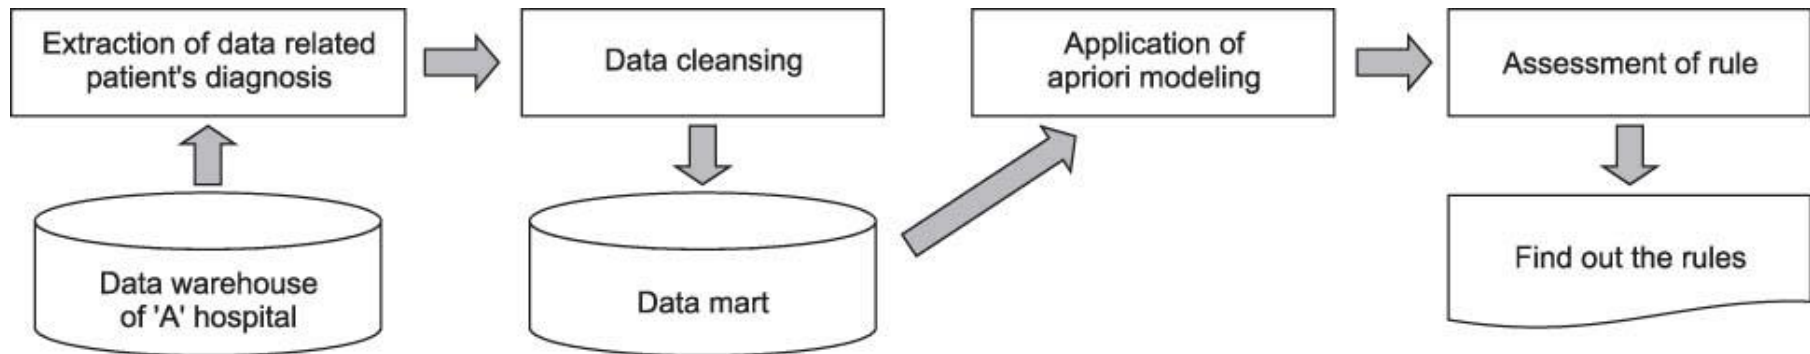 Extraction of data related
patient's diagnosis
Data cleansing
Application of
apriori modeling
Assessment of rule
Data warehouse
of 'A' hospital
Data mart
Find out the rules